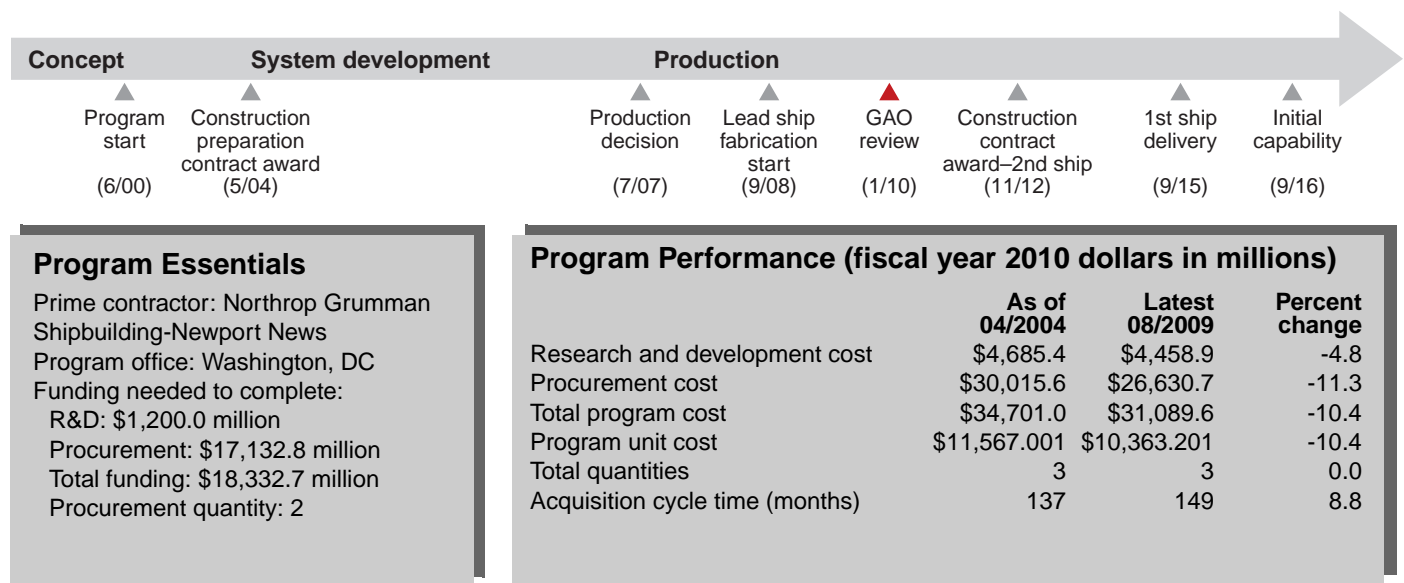 Concept System development Production
Program start (6/00)
Construction preparation contract award (5/04)
Production decision (7/07)
Lead ship fabrication start (9/08)
GAO review (1/10)
Construction contract award–2nd ship (11/12)
1st ship delivery (9/15)
Initial capability (9/16)
Program Essentials
Prime contractor: Northrop Grumman
Shipbuilding-Newport News
Program office: Washington, DC
Funding needed to complete:
R&D: $1,200.0 million
Procurement: $17,132.8 million
Total funding: $18,332.7 million
Procurement quantity: 2
Program Performance (fiscal year 2010 dollars in millions)
As of Latest Percent
04/2004 08/2009 change
Research and development cost $4,685.4 $4,458.9 -4.8
Procurement cost $30,015.6 $26,630.7 -11.3
Total program cost $34,701.0 $31,089.6 -10.4
Program unit cost $11,567.001 $10,363.201 -10.4
Total quantities 3 3 0.0
Acquisition cycle time (months) 137 149 8.8